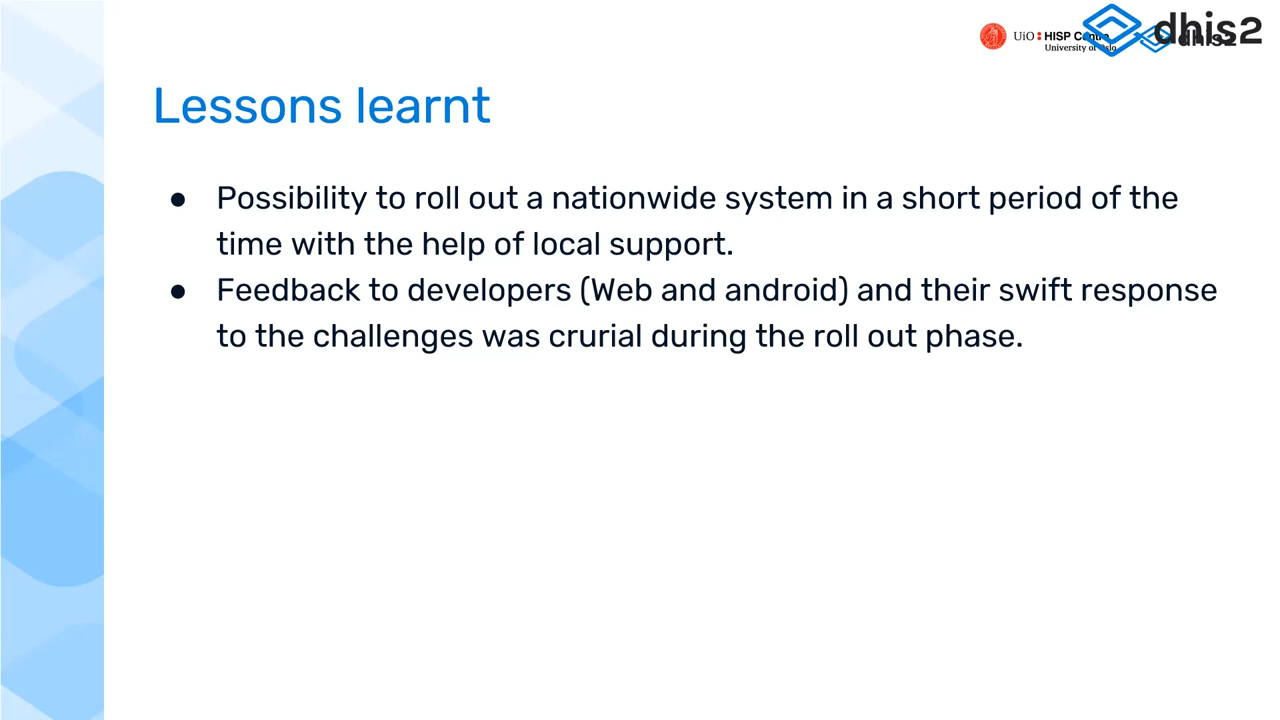 UiO HISP Centre
University of Oslo
dhis2
dhis2
Lessons learnt
● Possibility to roll out a nationwide system in a short period of the
time with the help of local support.
● Feedback to developers (Web and android) and their swift response
to the challenges was crurial during the roll out phase.